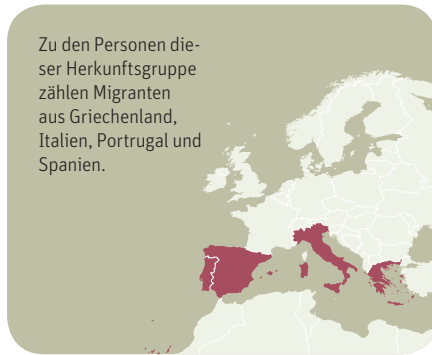 Zu den Personen die-
ser Herkunftsgruppe
zählen Migranten
aus Griechenland,
Italien, Portrugal und
Spanien.